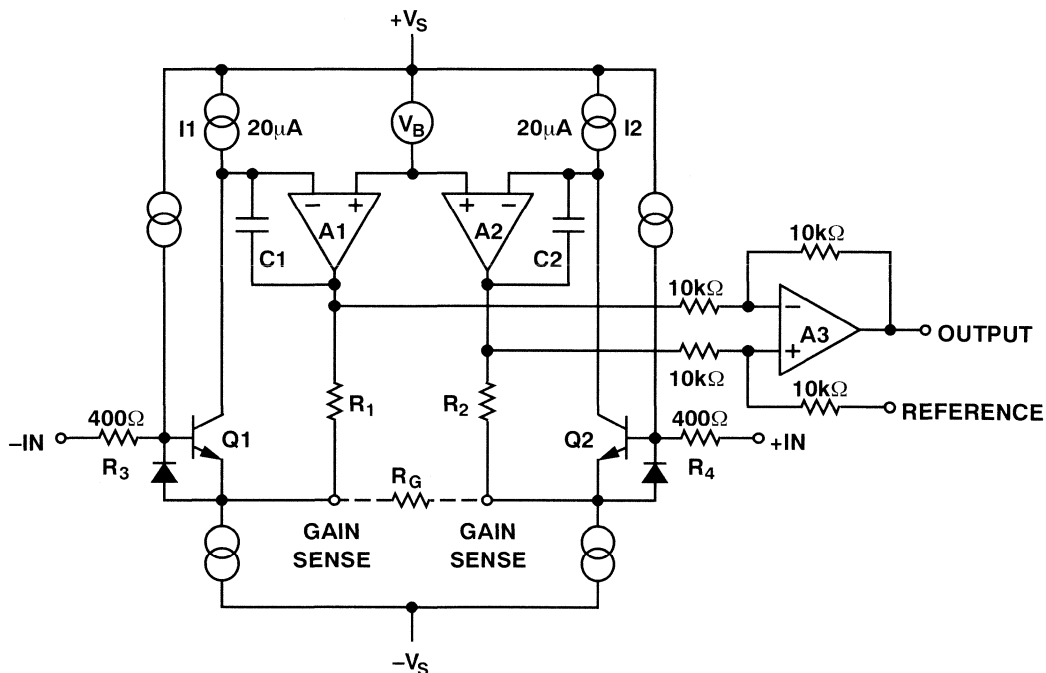 +VS
I1
20μA
VB
20μA
I2
− +
+ −
A1
A2
C1
C2
10kΩ
10kΩ
−
A3
+
OUTPUT
10kΩ
10kΩ
REFERENCE
R1
R2
400Ω
−IN
R3
Q1
Q2
400Ω
+IN
R4
RG
GAIN
SENSE
GAIN
SENSE
−VS